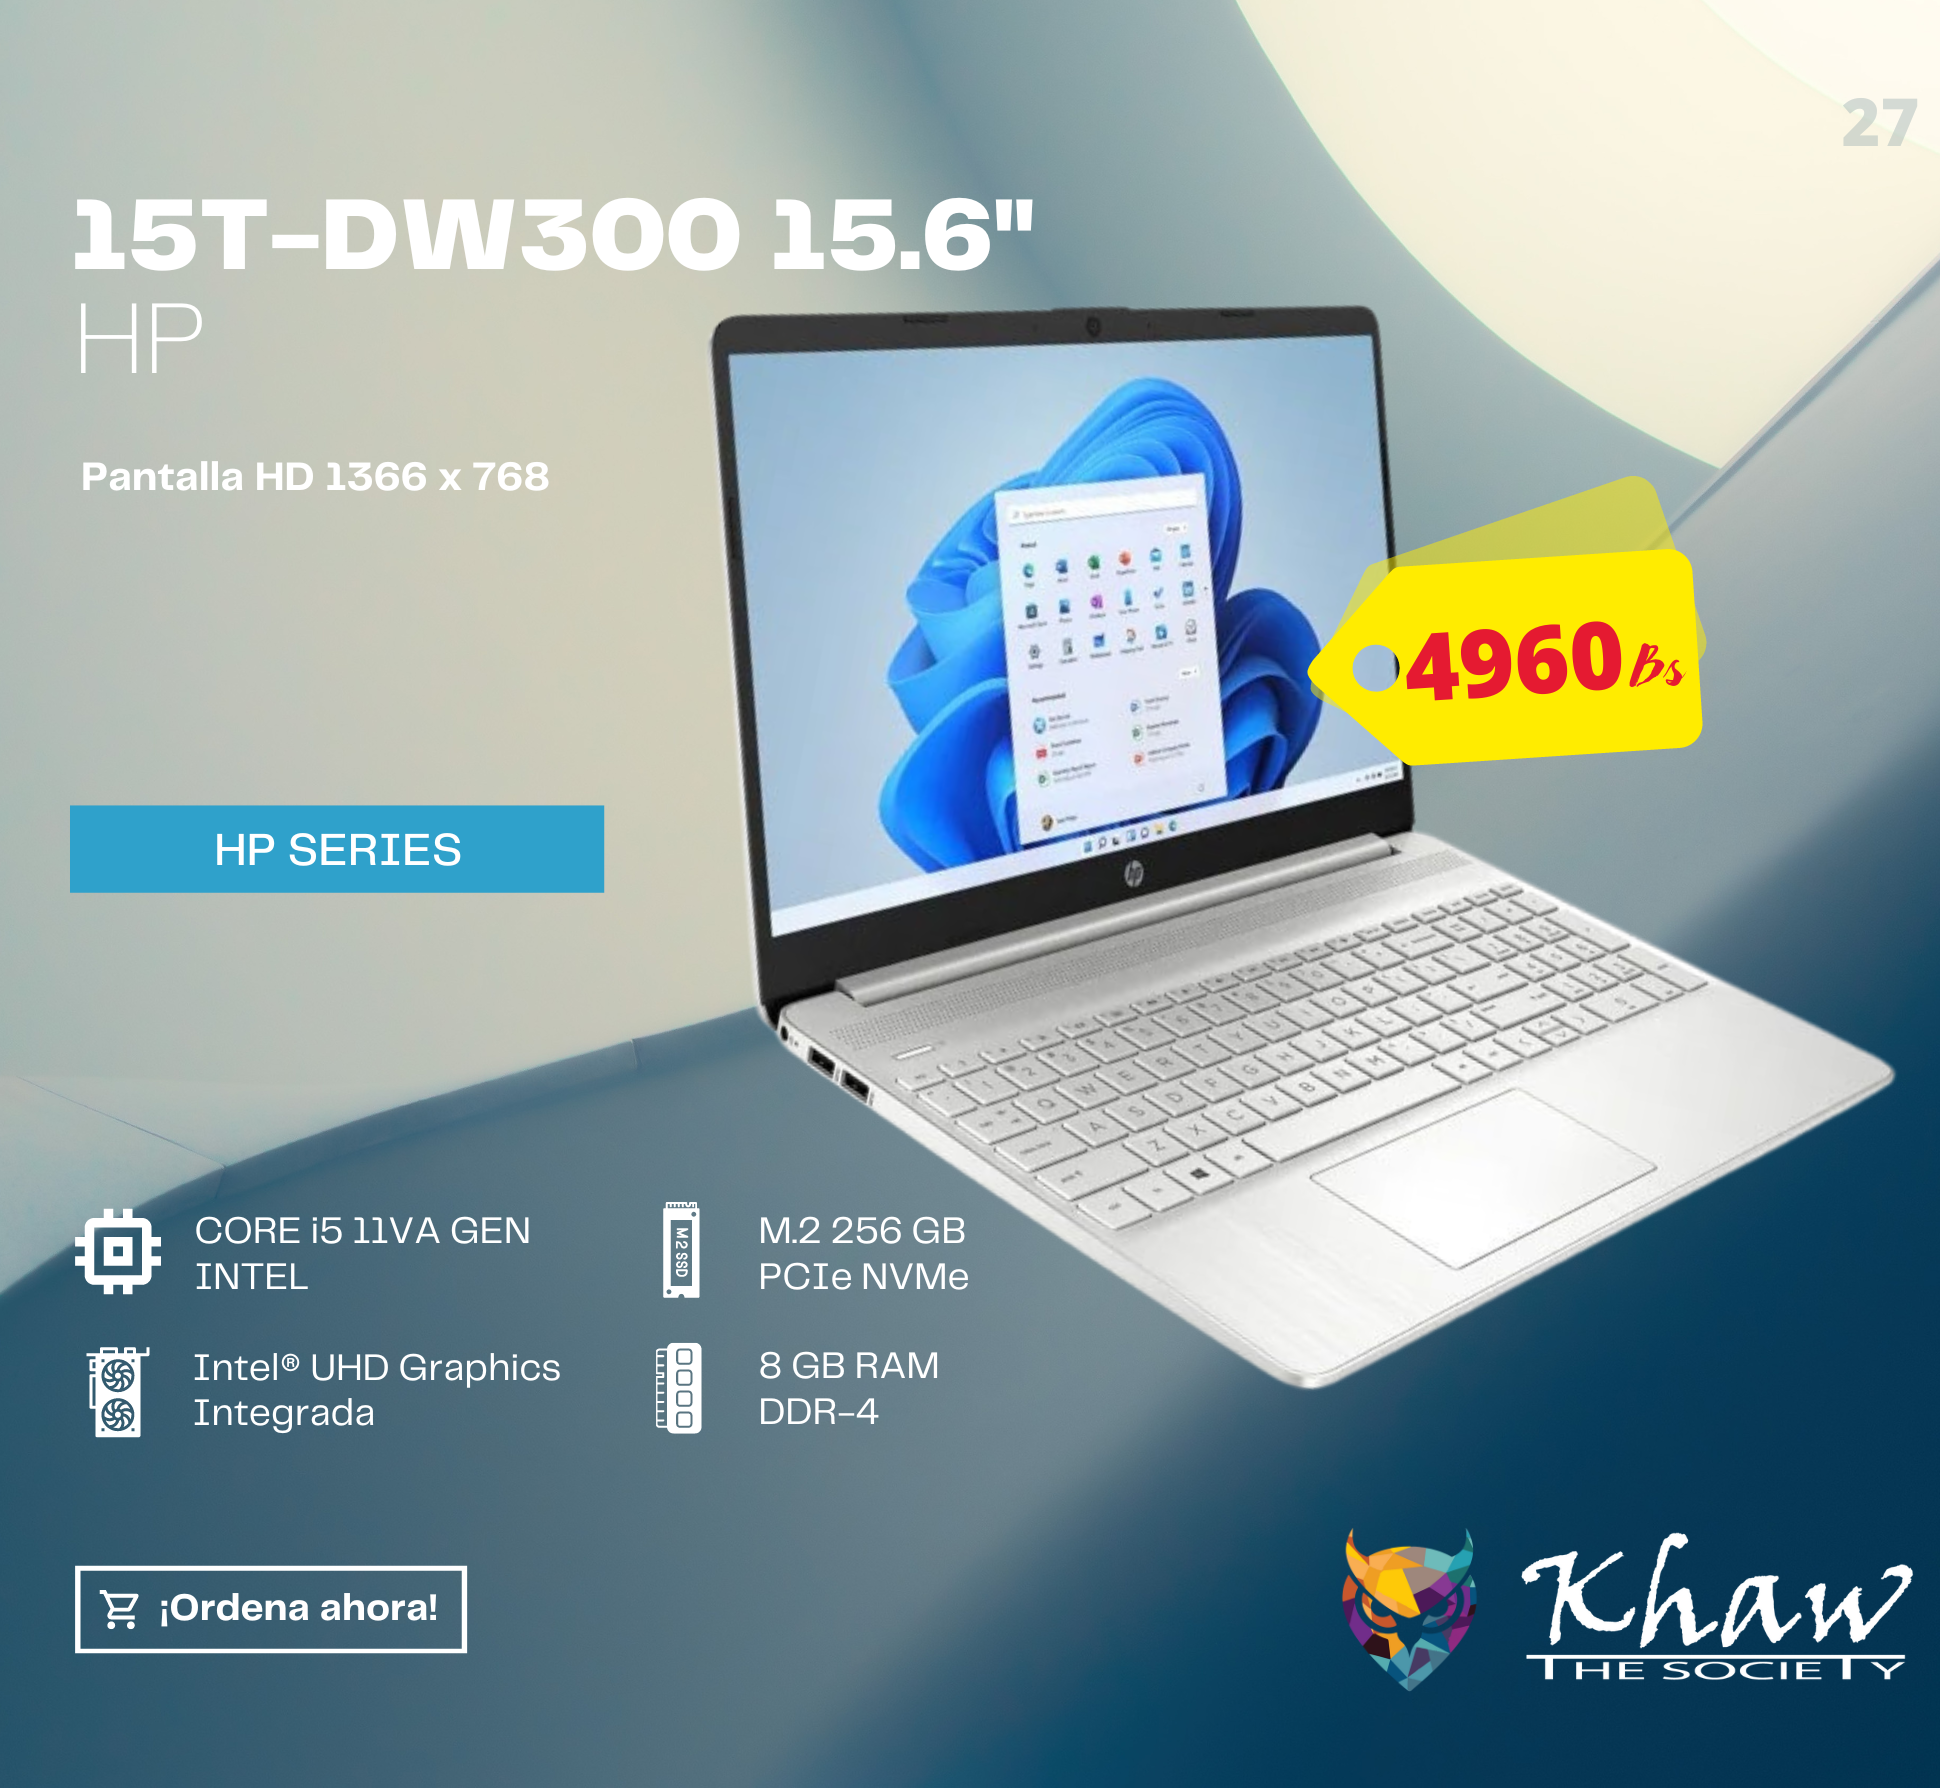 27
15T-DW300 15.6"
HP
Pantalla HD 1366 x 768
4960 Bs
HP SERIES
hp
CORE i5 11VA GEN
INTEL
M.2 SSD
M.2 256 GB
PCIe NVMe
Intel® UHD Graphics
Integrada
8 GB RAM
DDR-4
¡Ordena ahora!
Khaw
THE SOCIETY